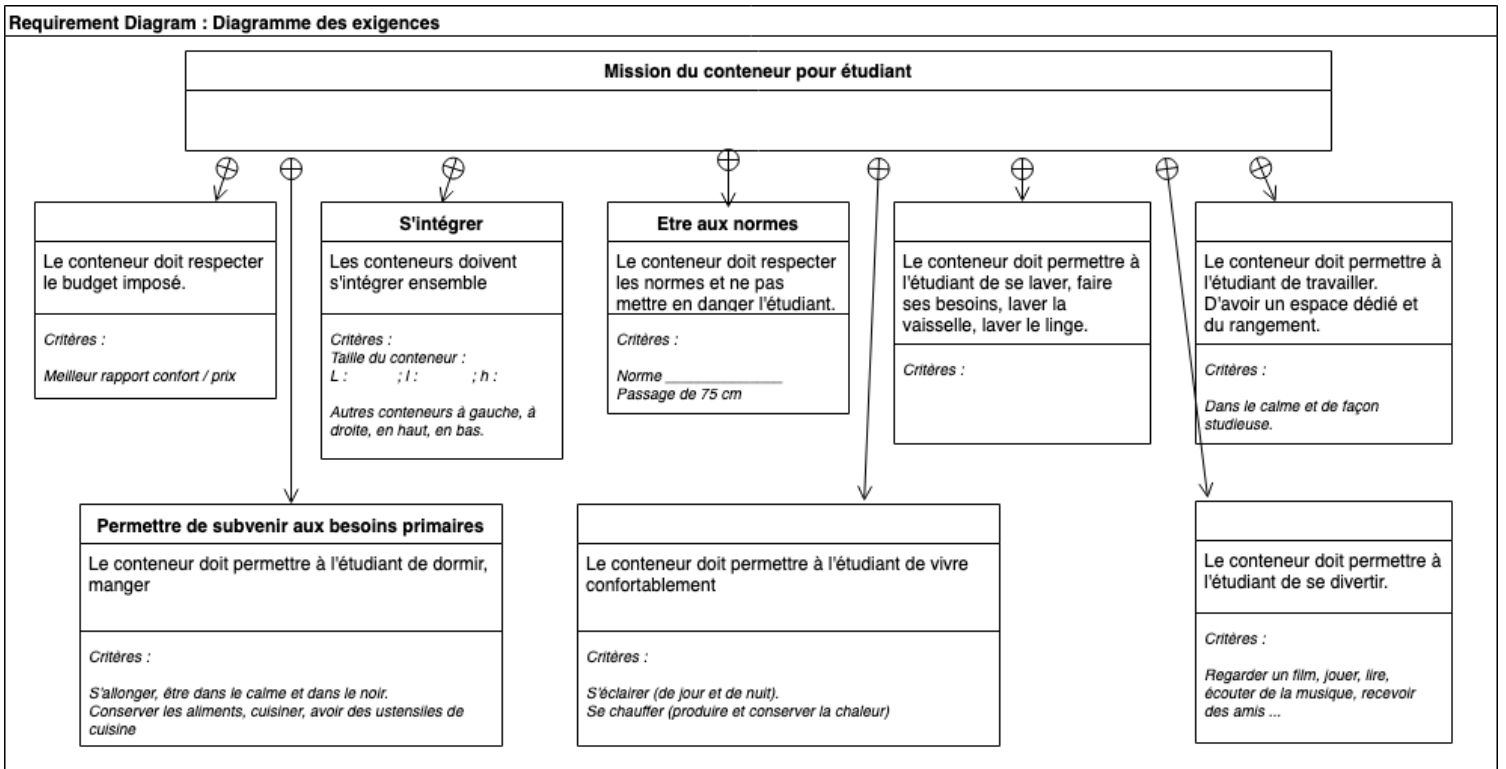 Requirement Diagram : Diagramme des exigences
Mission du conteneur pour étudiant
Le conteneur doit respecter
le budget imposé.
Critères :
Meilleur rapport confort / prix
S'intégrer
Les conteneurs doivent
s'intégrer ensemble
Critères :
Taille du conteneur :
L : ; l : ; h :
Autres conteneurs à gauche, à
droite, en haut, en bas.
Etre aux normes
Le conteneur doit respecter
les normes et ne pas
mettre en danger l'étudiant.
Critères :
Norme ______________
Passage de 75 cm
Le conteneur doit permettre à
l'étudiant de se laver, faire
ses besoins, laver la
vaisselle, laver le linge.
Critères :
Le conteneur doit permettre à
l'étudiant de travailler.
D'avoir un espace dédié et
du rangement.
Critères :
Dans le calme et de façon
studieuse.
Permettre de subvenir aux besoins primaires
Le conteneur doit permettre à l'étudiant de dormir,
manger
Critères :
S'allonger, être dans le calme et dans le noir.
Conserver les aliments, cuisiner, avoir des ustensiles de
cuisine
Le conteneur doit permettre à l'étudiant de vivre
confortablement
Critères :
S'éclairer (de jour et de nuit).
Se chauffer (produire et conserver la chaleur)
Le conteneur doit permettre à
l'étudiant de se divertir.
Critères :
Regarder un film, jouer, lire,
écouter de la musique, recevoir
des amis ...